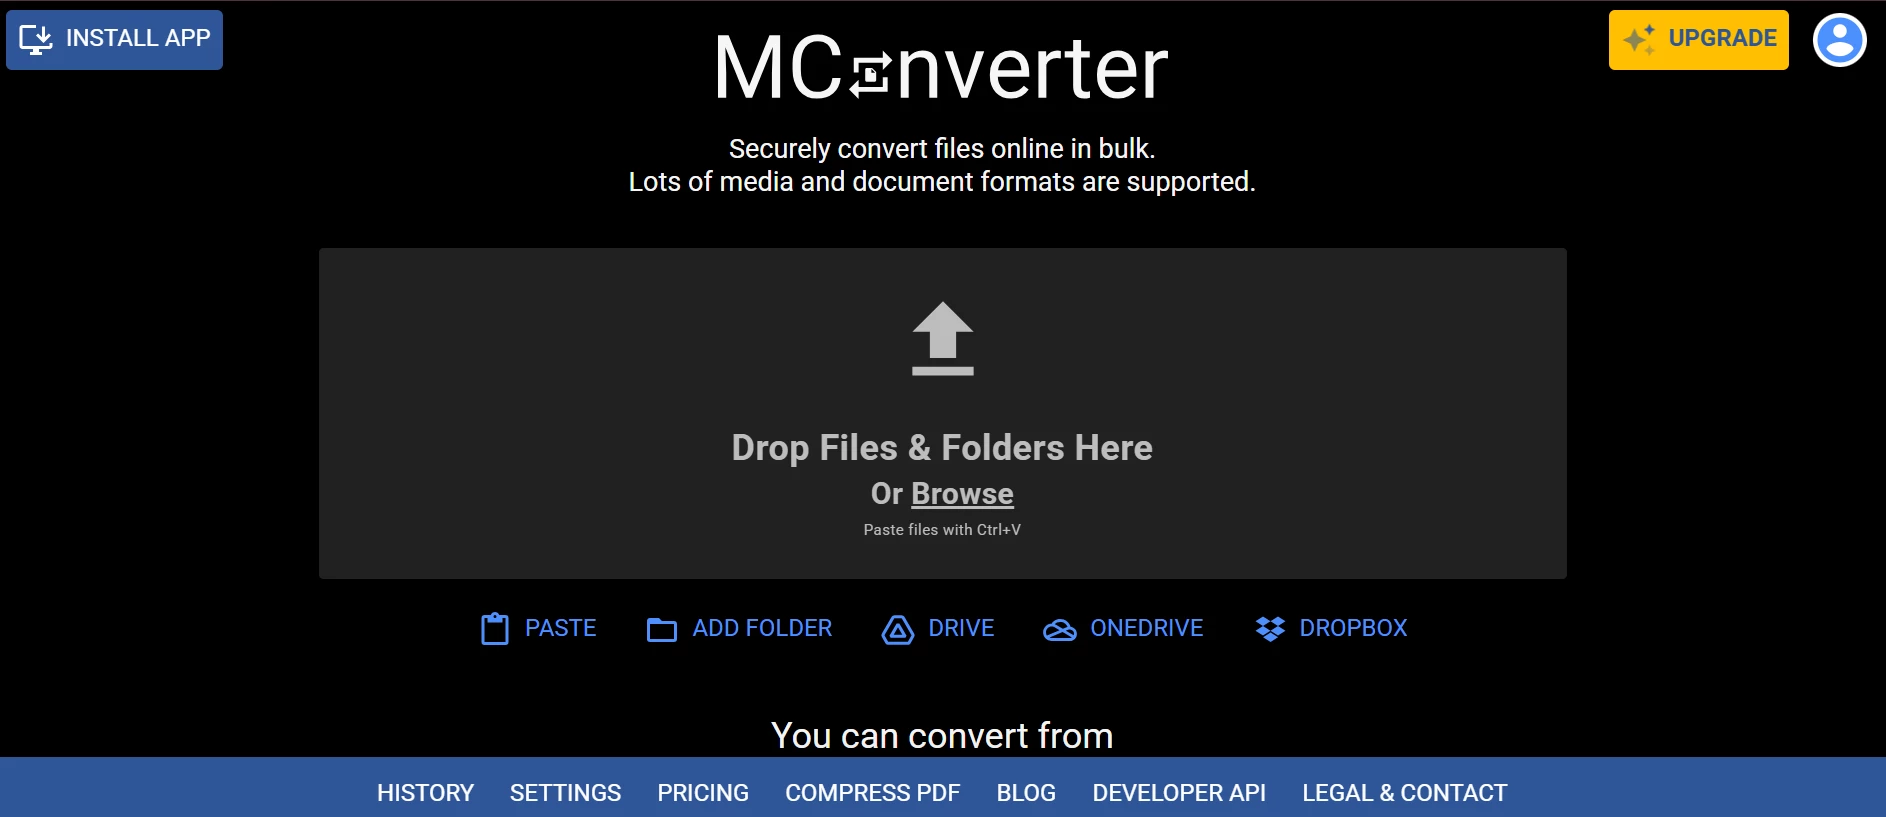 INSTALL APP
MConverter
UPGRADE
Securely convert files online in bulk.
Lots of media and document formats are supported.
Drop Files & Folders Here
Or Browse
Paste files with Ctrl+V
PASTE
ADD FOLDER
DRIVE
ONEDRIVE
DROPBOX
You can convert from
HISTORY
SETTINGS
PRICING
COMPRESS PDF
BLOG
DEVELOPER API
LEGAL & CONTACT